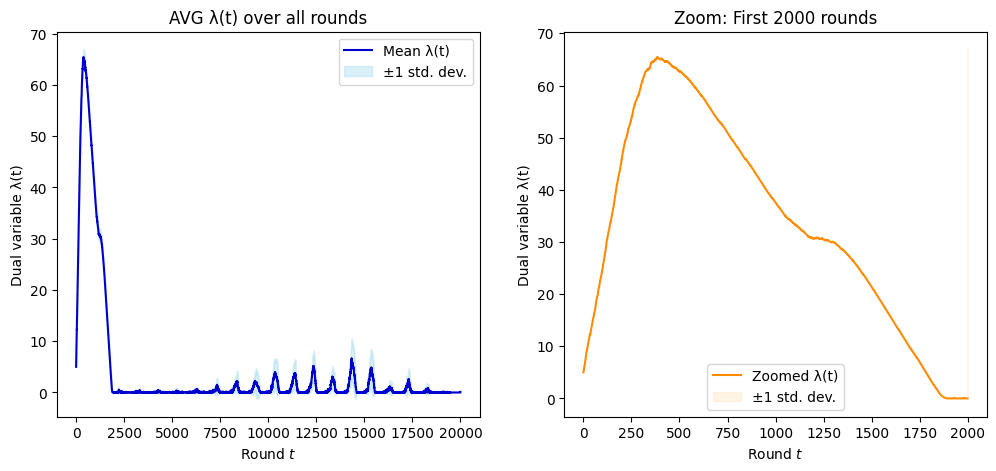 AVG λ(t) over all rounds
Dual variable λ(t)
70
60
50
40
30
20
10
0
Mean λ(t)
±1 std. dev.
0 2500 5000 7500 10000 12500 15000 17500 20000
Round t
Zoom: First 2000 rounds
Dual variable λ(t)
70
60
50
40
30
20
10
0
Zoomed λ(t)
±1 std. dev.
0 250 500 750 1000 1250 1500 1750 2000
Round t